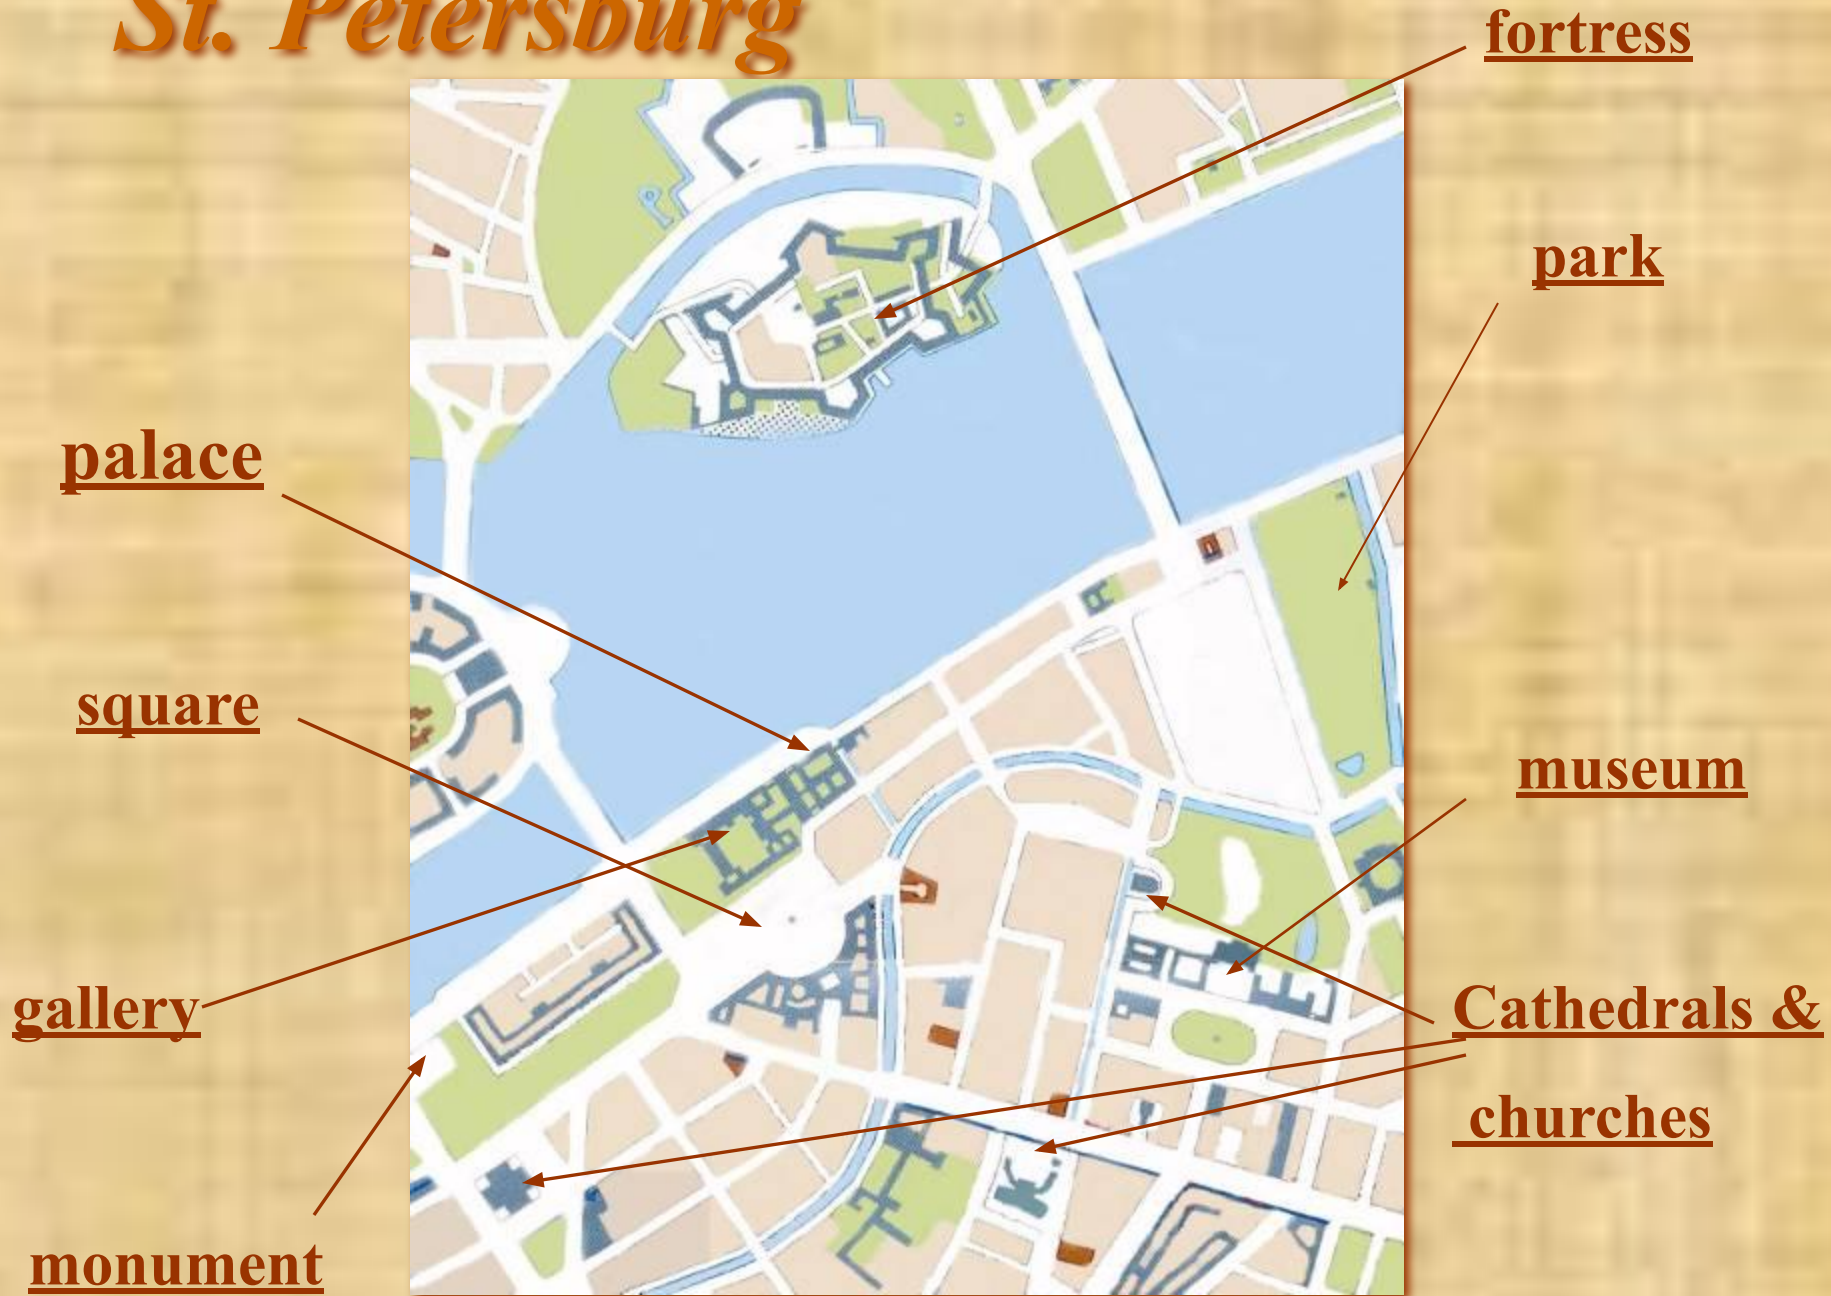 St. Petersburg
fortress
park
palace
square
museum
gallery
Cathedrals &
churches
monument